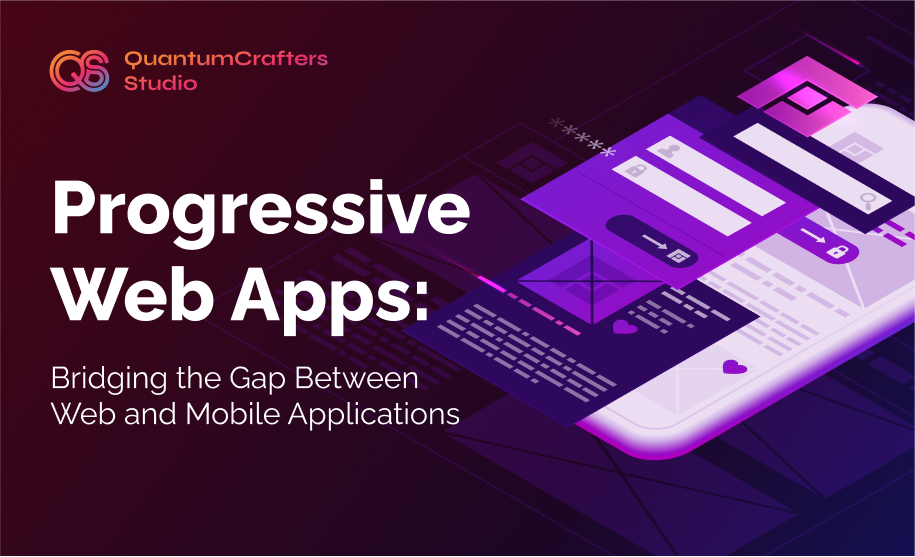 QuantumCrafters
Studio
Progressive
Web Apps:
Bridging the Gap Between
Web and Mobile Applications
*****